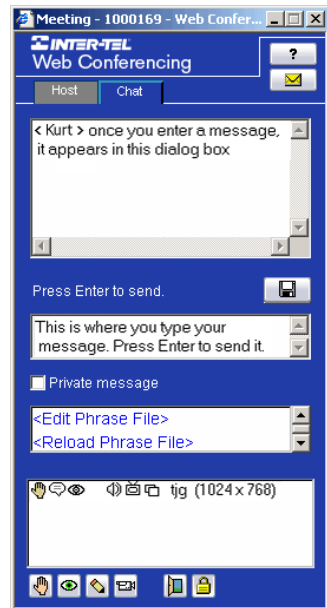 Meeting - 1000169 - Web Confer...
INTER-TEL
Web Conferencing
?
Host Chat
< Kurt > once you enter a message,
it appears in this dialog box
Press Enter to send.
This is where you type your
message. Press Enter to send it.
Private message
<Edit Phrase File>
<Reload Phrase File>
tjg (1024 x 768)